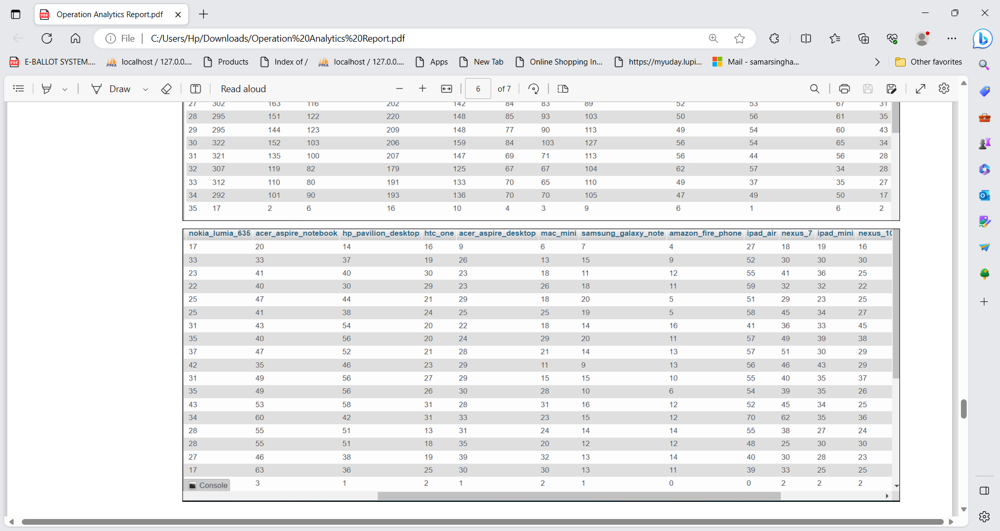 Operation Analytics Report.pdf
File C:/Users/Hp/Downloads/Operation%20Analytics%20Report.pdf
E-BALLOT SYSTEM.... localhost / 127.0.0.... Products Index of / localhost / 127.0.0.... Apps New Tab Online Shopping In... https://myuday.lupi... Mail - samarsingha... Other favorites
Draw Read aloud 6 of 7
27 302 163 116 202 142 84 83 89 52 53 67 31
28 295 151 122 220 148 85 93 103 50 56 61 35
29 295 144 123 209 148 77 90 113 49 54 60 43
30 322 152 103 206 159 84 103 127 56 54 65 34
31 321 135 100 207 147 69 71 113 56 44 56 28
32 307 119 82 179 125 67 67 104 62 57 34 28
33 312 110 80 191 133 70 65 110 49 37 35 27
34 292 101 90 193 136 70 70 105 47 49 50 17
35 17 2 6 16 10 4 3 9 6 1 6 2
nokia_lumia_635 acer_aspire_notebook hp_pavilion_desktop htc_one acer_aspire_desktop mac_mini samsung_galaxy_note amazon_fire_phone ipad_air nexus_7 ipad_mini nexus_10
17 20 14 16 9 6 7 4 27 18 19 16
33 33 37 19 26 13 15 9 52 30 30 30
23 41 40 30 23 18 11 12 55 41 36 25
22 40 30 29 23 26 18 11 59 32 32 22
25 47 44 21 29 18 20 5 51 29 23 25
25 41 38 24 25 25 19 5 58 45 34 27
31 43 54 20 22 18 14 16 41 36 33 45
35 40 56 20 24 29 20 11 57 49 39 38
37 47 52 21 28 21 14 13 57 51 30 29
42 35 46 23 29 11 9 13 56 46 43 29
31 49 56 27 29 15 15 10 55 40 35 37
35 49 56 26 30 28 10 6 54 39 35 26
43 53 58 31 28 31 16 12 52 45 34 25
34 60 42 31 33 23 15 12 70 62 35 36
28 55 51 13 31 24 14 14 55 38 27 24
28 55 51 18 35 20 12 12 48 25 30 30
27 46 38 19 39 32 13 14 40 30 28 23
17 63 36 25 30 30 13 11 39 33 25 25
Console 3 1 2 1 2 1 0 0 2 2 2